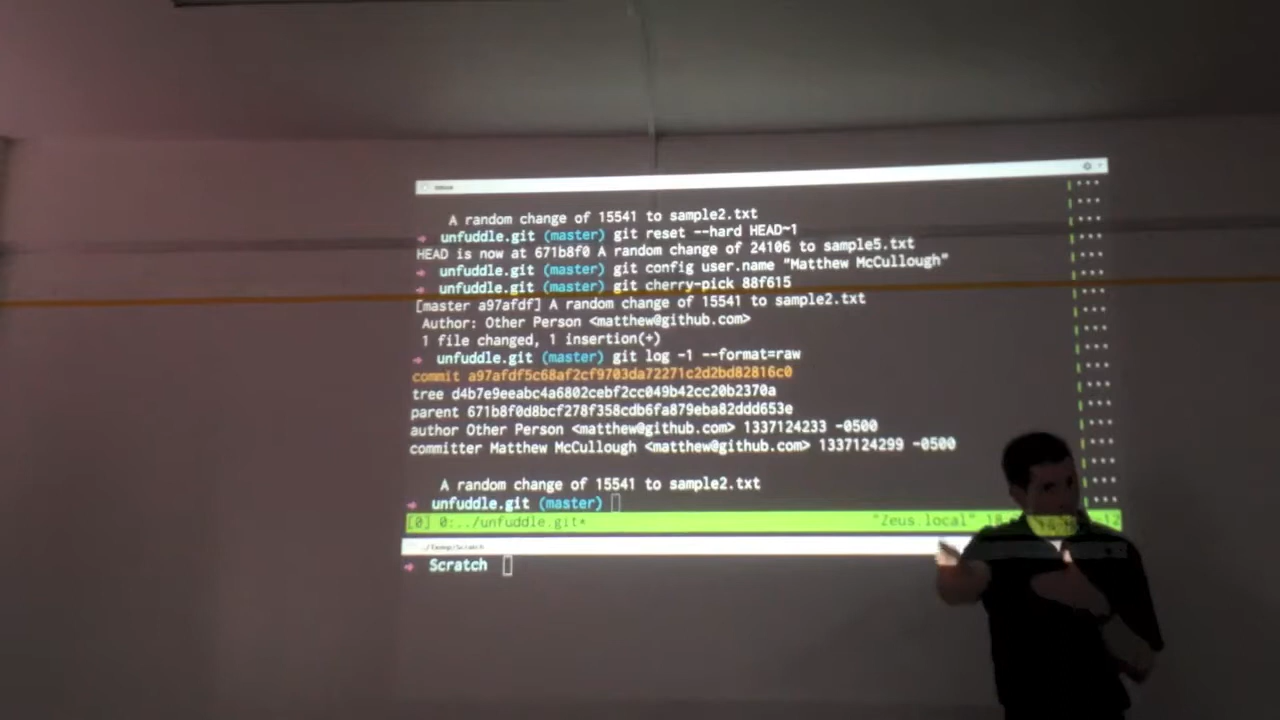 A random change of 15541 to sample2.txt
unfuddle.git (master) git reset --hard HEAD~1
HEAD is now at 671b8f0 A random change of 24106 to sample5.txt
unfuddle.git (master) git config user.name "Matthew McCullough"
unfuddle.git (master) git cherry-pick 88f615
[master a97afdf] A random change of 15541 to sample2.txt
Author: Other Person <matthew@github.com>
1 file changed, 1 insertion(+)
unfuddle.git (master) git log -1 --format=raw
commit a97afdf5c68af2cf9703da72271c2d2bd82816c0
tree d4b7e9eeabc4a6802cebf2cc049b42cc20b2370a
parent 671b8f0d8bcf278f358cdb6fa879eba82ddd653e
author Other Person <matthew@github.com> 1337124233 -0500
committer Matthew McCullough <matthew@github.com> 1337124299 -0500
A random change of 15541 to sample2.txt
unfuddle.git (master)
[0] 0:../unfuddle.git* "Zeus.local" 12
../Temp/Scratch
Scratch